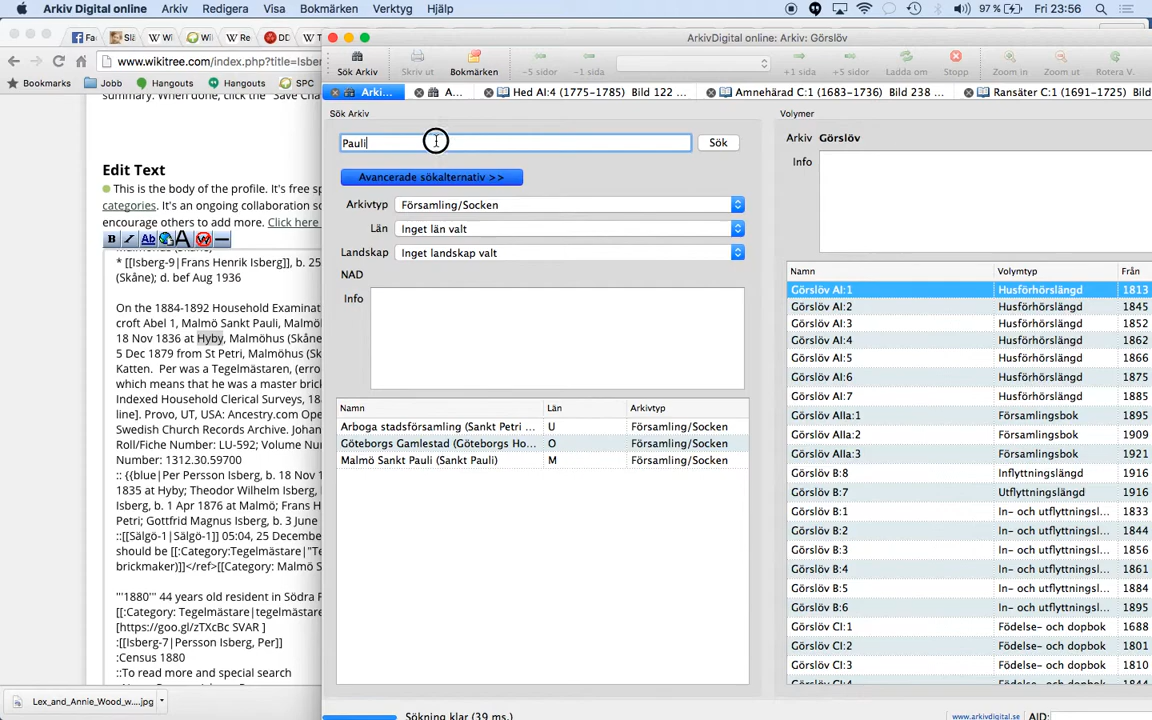 Arkiv Digital online Arkiv Redigera Visa Bokmärken Verktyg Hjälp 97 % Fri 23:56
ArkivDigital online: Arkiv: Görslöv
Sök Arkiv Skriv ut Bokmärken -5 sidor -1 sida +1 sida +5 sidor Ladda om Stopp Zoom in Zoom ut Rotera V.
www.wikitree.com/index.php?title=Isber
Bookmarks Jobb Hangouts Hangouts SPC
Arki... A... Hed AI:4 (1775-1785) Bild 122 ... Amnehärad C:1 (1683-1736) Bild 238 ... Ransäter C:1 (1691-1725) Bild
summary. When done, click the "Save Cha
Edit Text
This is the body of the profile. It's free sp
categories. It's an ongoing collaboration so
encourage others to add more. Click here
B I Ab A W
* [[Isberg-9|Frans Henrik Isberg]], b. 25
(Skåne); d. bef Aug 1936
On the 1884-1892 Household Examinat
croft Abel 1, Malmö Sankt Pauli, Malmöl
18 Nov 1836 at Hyby, Malmöhus (Skåne
5 Dec 1879 from St Petri, Malmöhus (Sk
Katten. Per was a Tegelmästaren, (erro
which means that he was a master brick
Indexed Household Clerical Surveys, 18
line]. Provo, UT, USA: Ancestry.com Ope
Swedish Church Records Archive. Johan
Roll/Fiche Number: LU-592; Volume Nu
Number: 1312.30.59700
:: {{blue|Per Persson Isberg, b. 18 Nov 1
1835 at Hyby; Theodor Wilhelm Isberg,
Isberg, b. 1 Apr 1876 at Malmö; Frans H
Petri; Gottfrid Magnus Isberg, b. 3 June
::[[Sälgö-1|Sälgö-1]] 05:04, 25 December
should be [[:Category:Tegelmästare|"Te
brickmaker)]]</ref>[[Category: Malmö S
'''1880''' 44 years old resident in Södra F
[[:Category: Tegelmästare|tegelmästare
[https://goo.gl/zTXcBc SVAR ]
:[[Isberg-7|Persson Isberg, Per]]
:Census 1880
::To read more and special search
Lex_and_Annie_Wood_w....jpg
Sök Arkiv
Pauli Sök
Avancerade sökalternativ >>
Arkivtyp Församling/Socken
Län Inget län valt
Landskap Inget landskap valt
NAD
Info
Namn Län Arkivtyp
Arboga stadsförsamling (Sankt Petri ... U Församling/Socken
Göteborgs Gamlestad (Göteborgs Ho... O Församling/Socken
Malmö Sankt Pauli (Sankt Pauli) M Församling/Socken
Sökning klar (39 ms.)
Volymer
Arkiv Görslöv
Info
Namn Volymtyp Från
Görslöv AI:1 Husförhörslängd 1813
Görslöv AI:2 Husförhörslängd 1845
Görslöv AI:3 Husförhörslängd 1852
Görslöv AI:4 Husförhörslängd 1862
Görslöv AI:5 Husförhörslängd 1866
Görslöv AI:6 Husförhörslängd 1875
Görslöv AI:7 Husförhörslängd 1885
Görslöv AIIa:1 Församlingsbok 1895
Görslöv AIIa:2 Församlingsbok 1909
Görslöv AIIa:3 Församlingsbok 1921
Görslöv B:8 Inflyttningslängd 1916
Görslöv B:7 Utflyttningslängd 1916
Görslöv B:1 In- och utflyttningsl... 1833
Görslöv B:2 In- och utflyttningsl... 1844
Görslöv B:3 In- och utflyttningsl... 1856
Görslöv B:4 In- och utflyttningsl... 1861
Görslöv B:5 In- och utflyttningsl... 1884
Görslöv B:6 In- och utflyttningsl... 1895
Görslöv CI:1 Födelse- och dopbok 1688
Görslöv CI:2 Födelse- och dopbok 1801
Görslöv CI:3 Födelse- och dopbok 1810
www.arkivdigital.se AID: